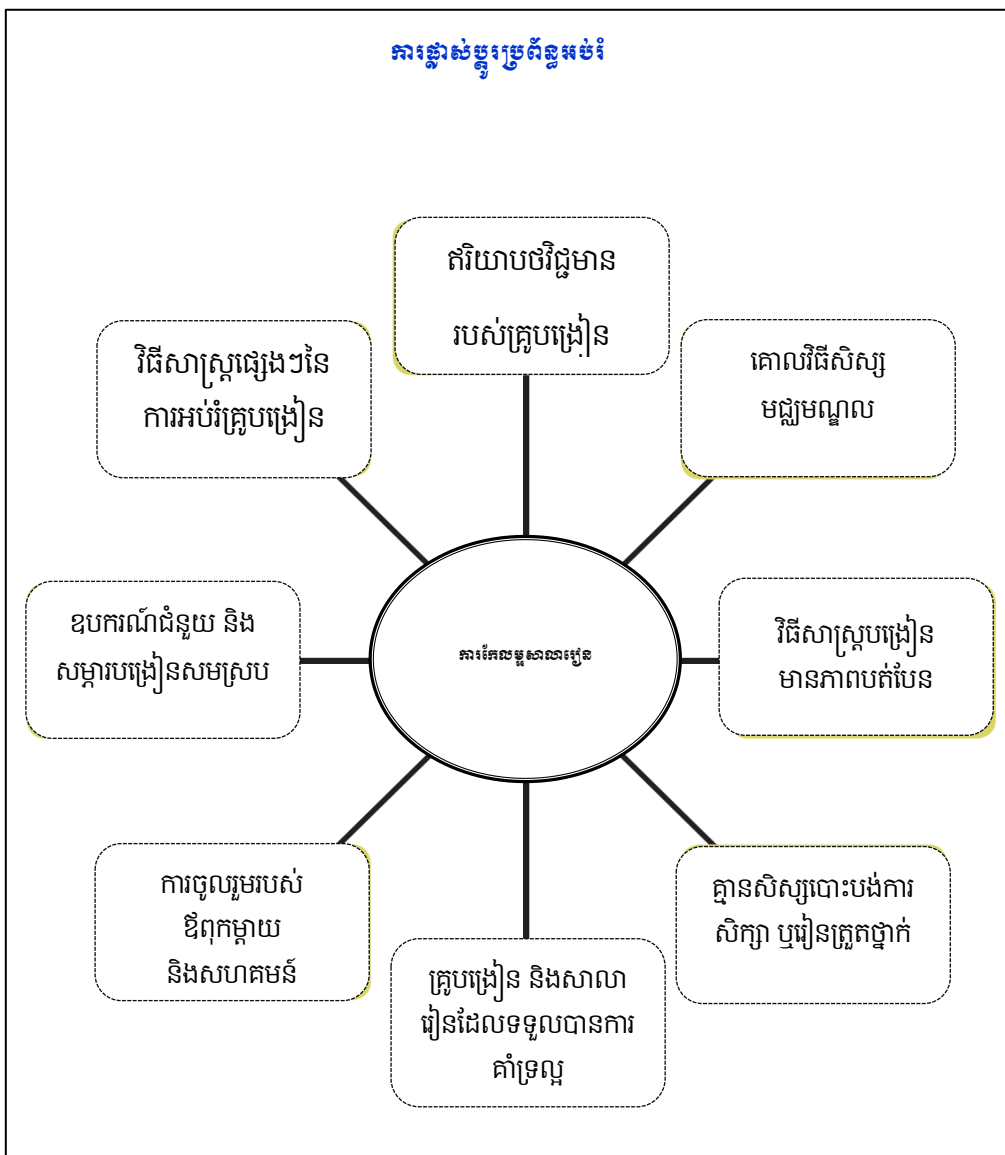 ការផ្លាស់ប្តូរប្រព័ន្ធអប់រំ
ឥរិយាបថវិជ្ជមាន
របស់គ្រូបង្រៀន
វិធីសាស្ត្រផ្សេងៗនៃ
ការអប់រំគ្រូបង្រៀន
គោលវិធីសិស្ស
មជ្ឈមណ្ឌល
ឧបករណ៍ជំនួយ និង
សម្ភារបង្រៀនសមស្រប
ការកែលម្អសាលារៀន
វិធីសាស្ត្របង្រៀន
មានភាពបត់បែន
ការចូលរួមរបស់
ឪពុកម្តាយ
និងសហគមន៍
គ្រូបង្រៀន និងសាលា
រៀនដែលទទួលបានការ
គាំទ្រល្អ
គ្មានសិស្សបោះបង់ការ
សិក្សា ឬរៀនត្រួតថ្នាក់